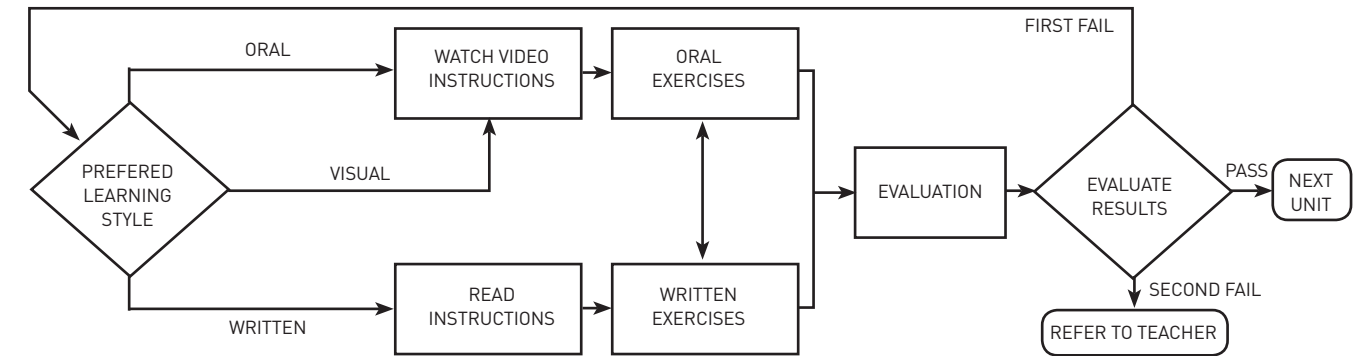 FIRST FAIL
ORAL
WATCH VIDEO
INSTRUCTIONS
ORAL
EXERCISES
PREFERED
LEARNING
STYLE
VISUAL
EVALUATION
EVALUATE
RESULTS
PASS
NEXT
UNIT
WRITTEN
READ
INSTRUCTIONS
WRITTEN
EXERCISES
SECOND FAIL
REFER TO TEACHER